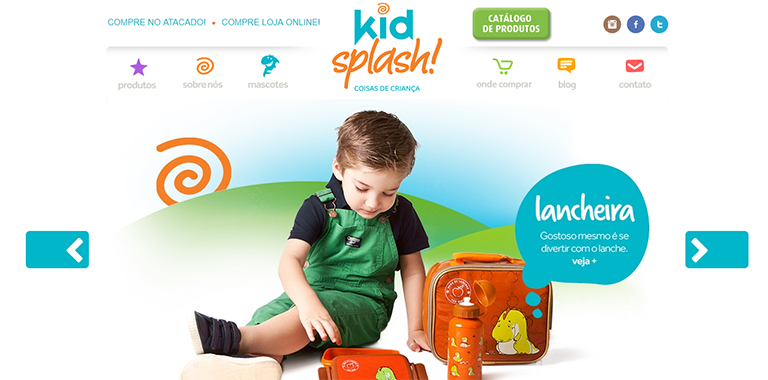 COMPRE NO ATACADO! • COMPRE LOJA ONLINE!
kid
splash!
COISAS DE CRIANÇA
CATÁLOGO
DE PRODUTOS
produtos
sobre nós
mascotes
onde comprar
blog
contato
lancheira
Gostoso mesmo é se
divertir com o lanche.
veja +